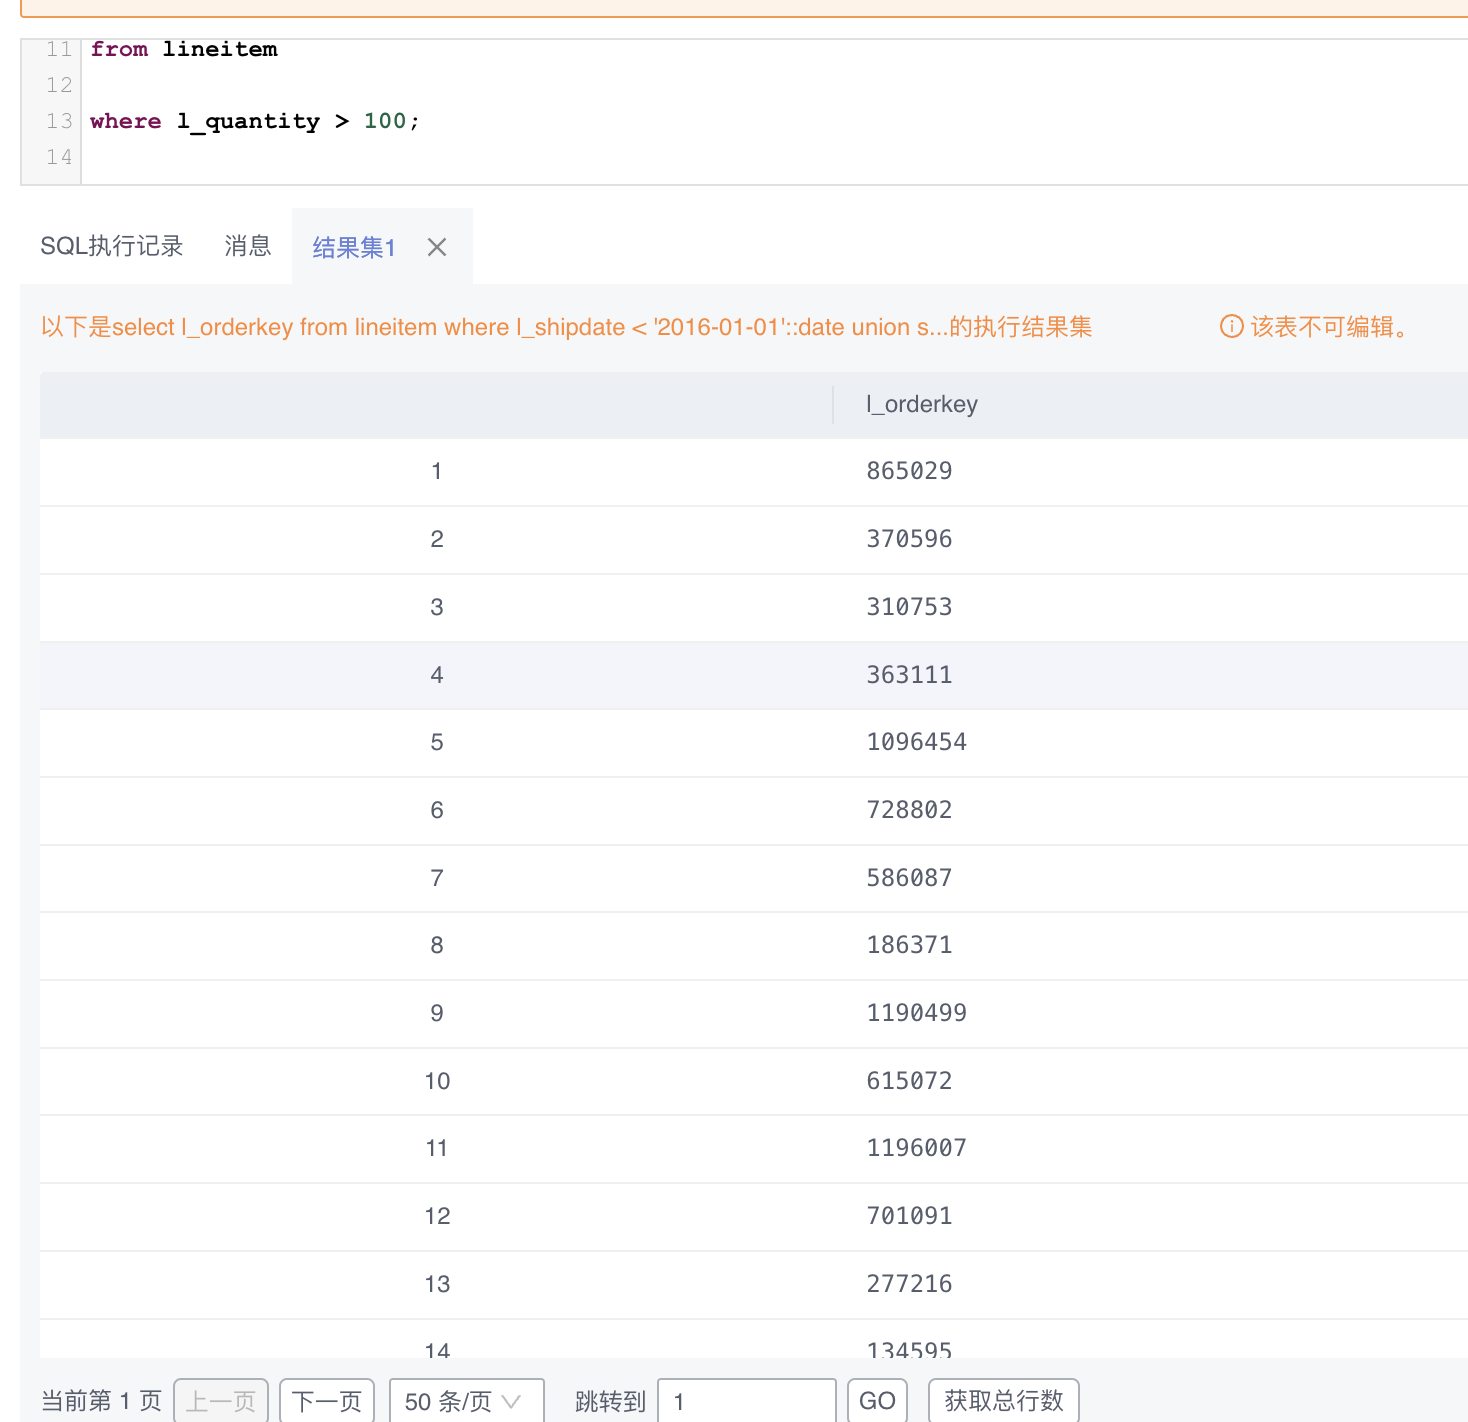 11 from lineitem
12
13 where l_quantity > 100;
14
SQL执行记录 消息 结果集1
以下是select l_orderkey from lineitem where l_shipdate < '2016-01-01'::date union s...的执行结果集 该表不可编辑。
l_orderkey
1 865029
2 370596
3 310753
4 363111
5 1096454
6 728802
7 586087
8 186371
9 1190499
10 615072
11 1196007
12 701091
13 277216
14 134595
当前第 1 页 上一页 下一页 50 条/页 跳转到 1 GO 获取总行数